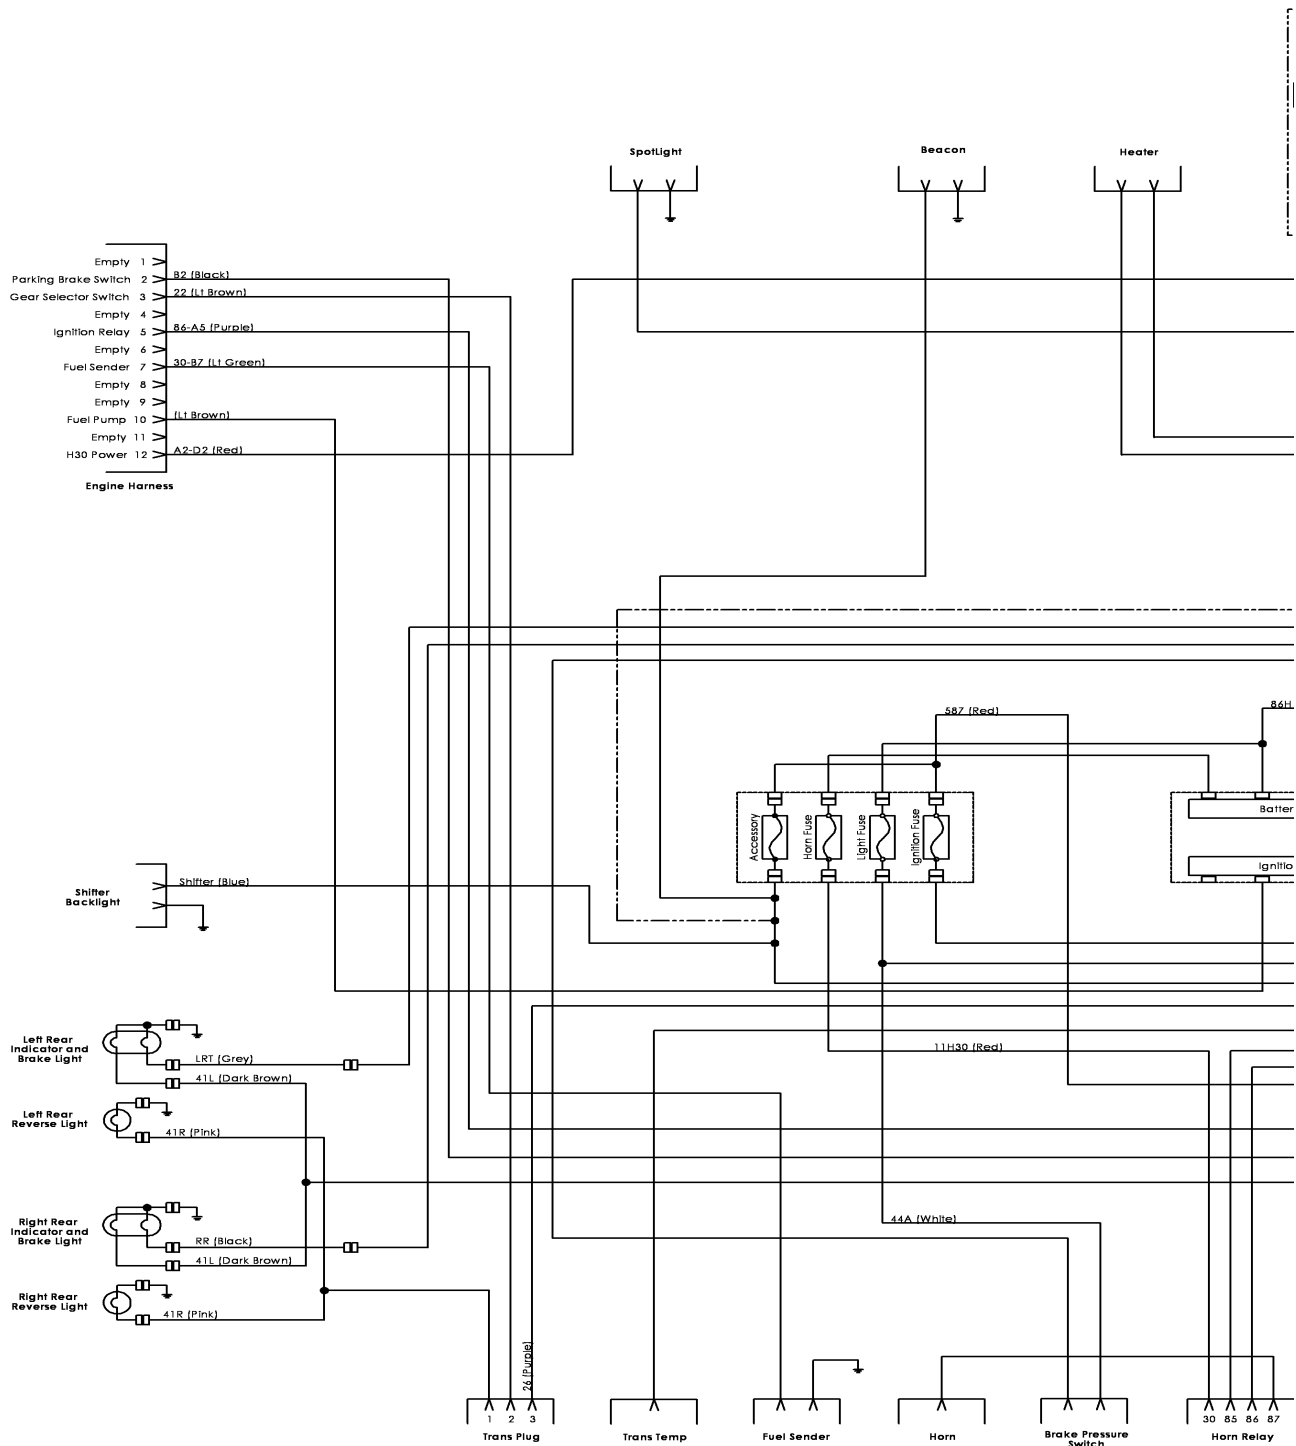 SpotLight
Beacon
Heater
Empty 1
Parking Brake Switch 2 B2 (Black)
Gear Selector Switch 3 22 (Lt Brown)
Empty 4
Ignition Relay 5 86-A5 (Purple)
Empty 6
Fuel Sender 7 30-B7 (Lt Green)
Empty 8
Empty 9
Fuel Pump 10 (Lt Brown)
Empty 11
H30 Power 12 A2-D2 (Red)
Engine Harness
587 (Red)
86H
Accessory
Horn Fuse
Light Fuse
Ignition Fuse
Batter
Ignitio
Shifter
Backlight
Shifter (Blue)
Left Rear
Indicator and
Brake Light
LRT (Grey)
41L (Dark Brown)
11H30 (Red)
Left Rear
Reverse Light
41R (Pink)
Right Rear
Indicator and
Brake Light
RR (Black)
41L (Dark Brown)
44A (White)
Right Rear
Reverse Light
41R (Pink)
26 (Purple)
1 2 3
Trans Plug
Trans Temp
Fuel Sender
Horn
Brake Pressure
Switch
30 85 86 87
Horn Relay